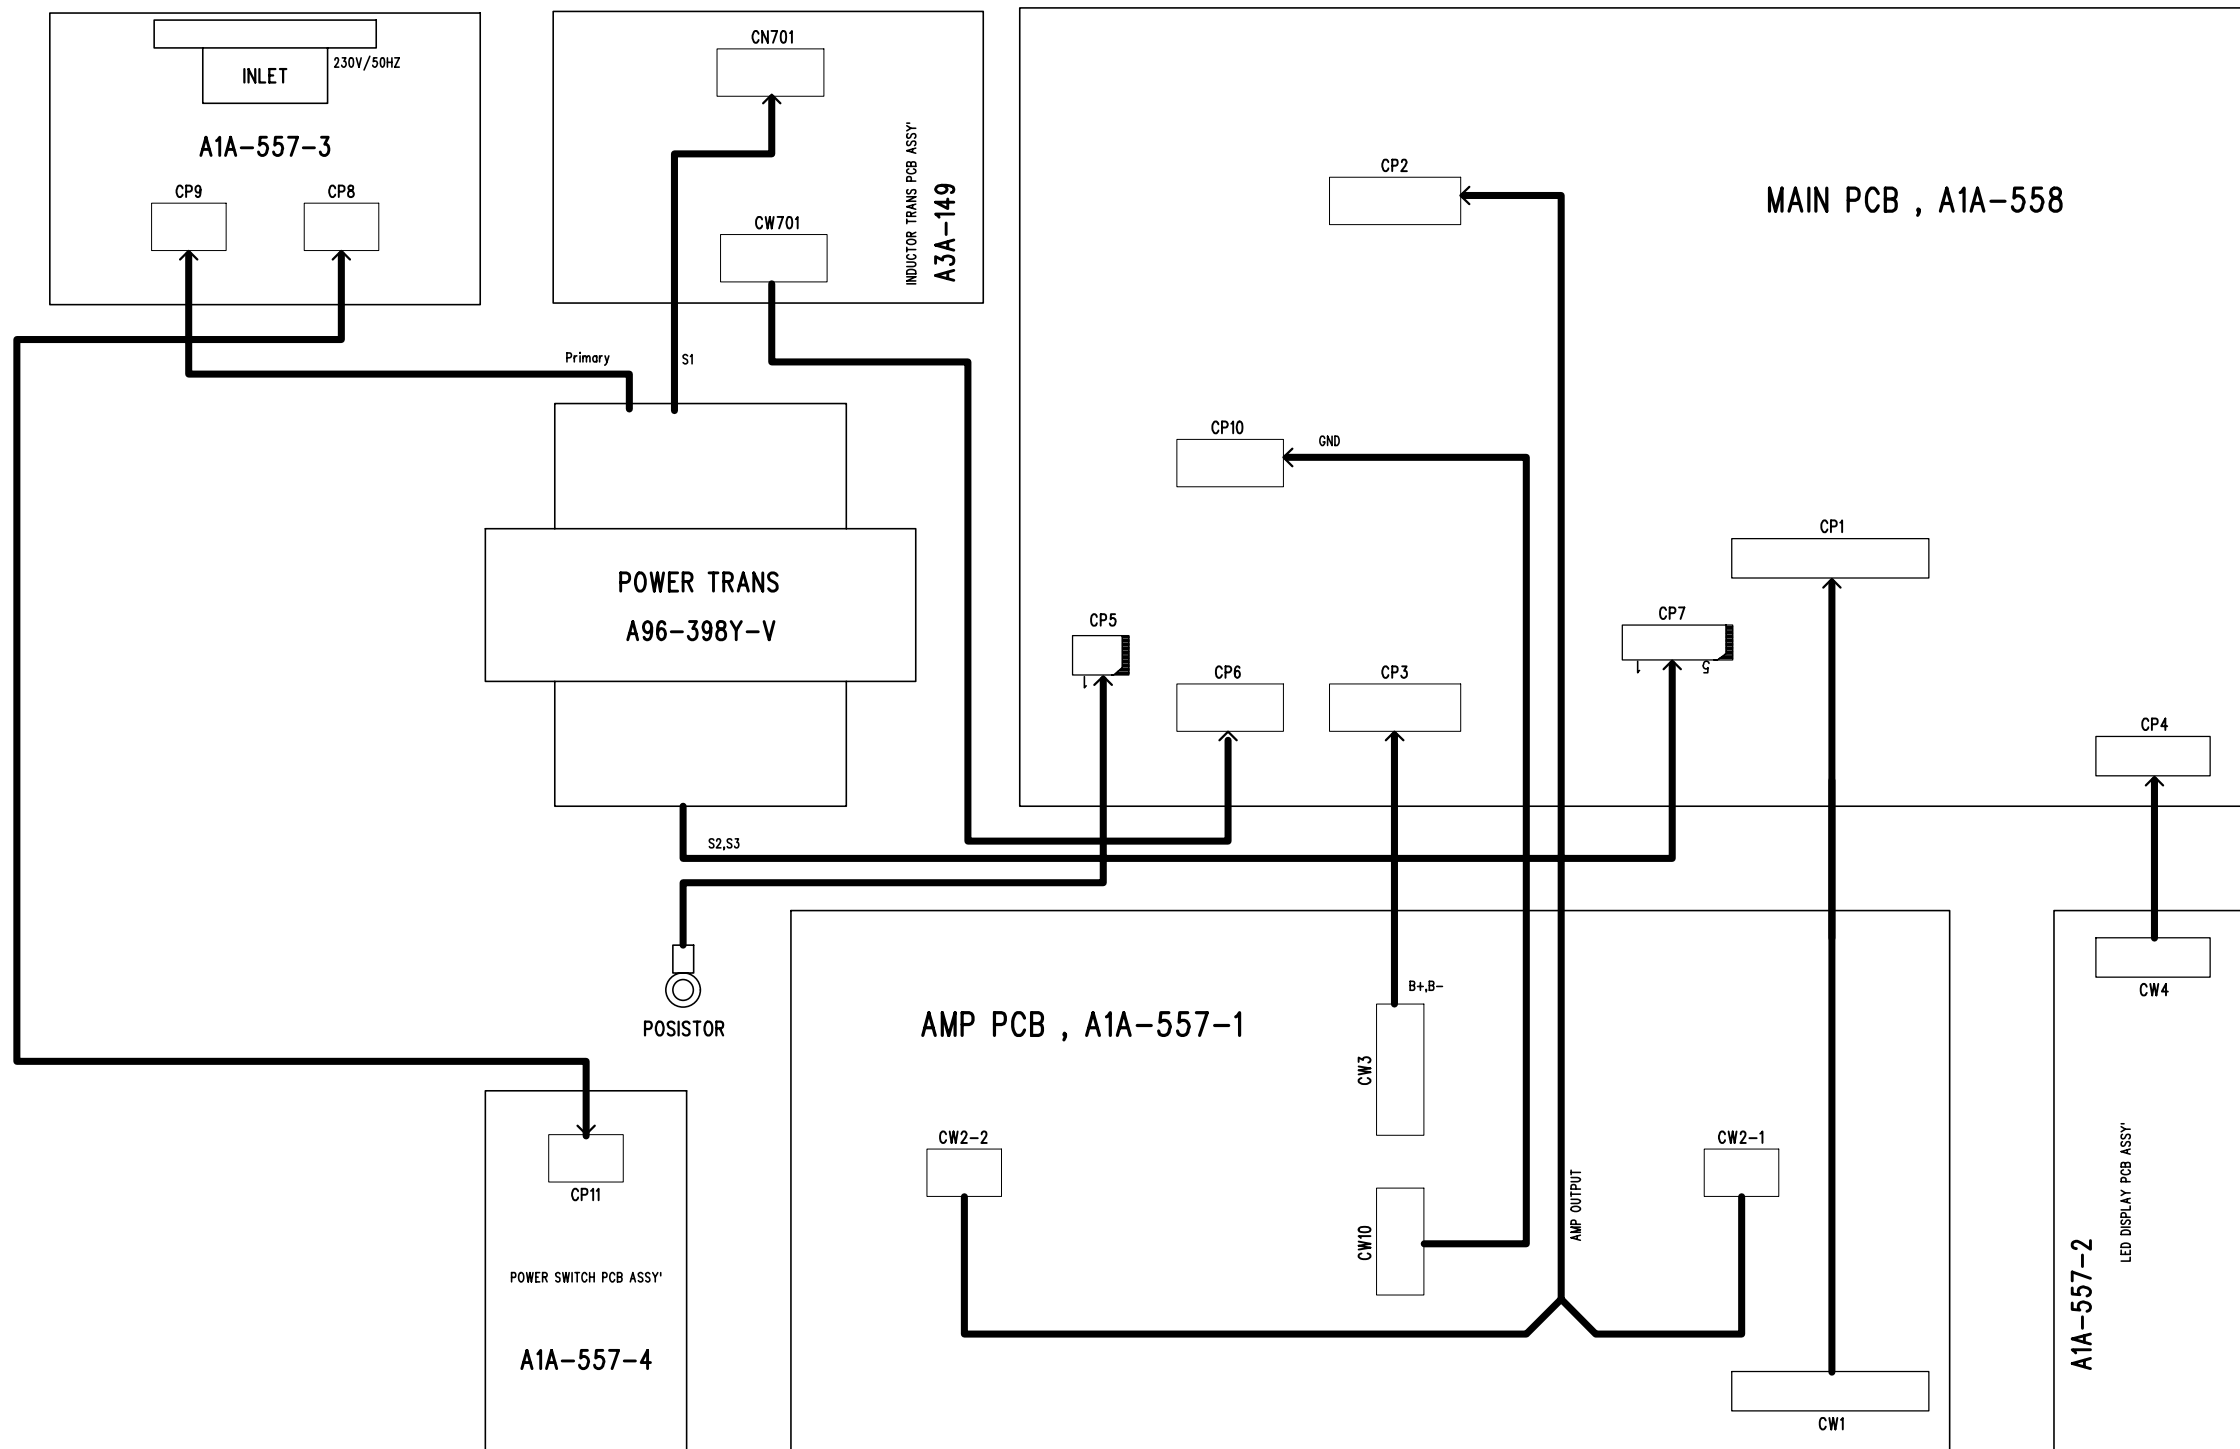 INLET
230V/50HZ
A1A-557-3
CP9
CP8
CN701
CW701
INDUCTOR TRANS PCB ASSY'
A3A-149
MAIN PCB , A1A-558
CP2
CP10
GND
CP1
CP5
1
CP6
CP3
CP7
1
5
CP4
Primary
S1
POWER TRANS
A96-398Y-V
S2,S3
POSISTOR
AMP PCB , A1A-557-1
B+,B-
CW3
CW2-2
CW10
AMP OUTPUT
CW2-1
CW1
CW4
LED DISPLAY PCB ASSY'
A1A-557-2
CP11
POWER SWITCH PCB ASSY'
A1A-557-4